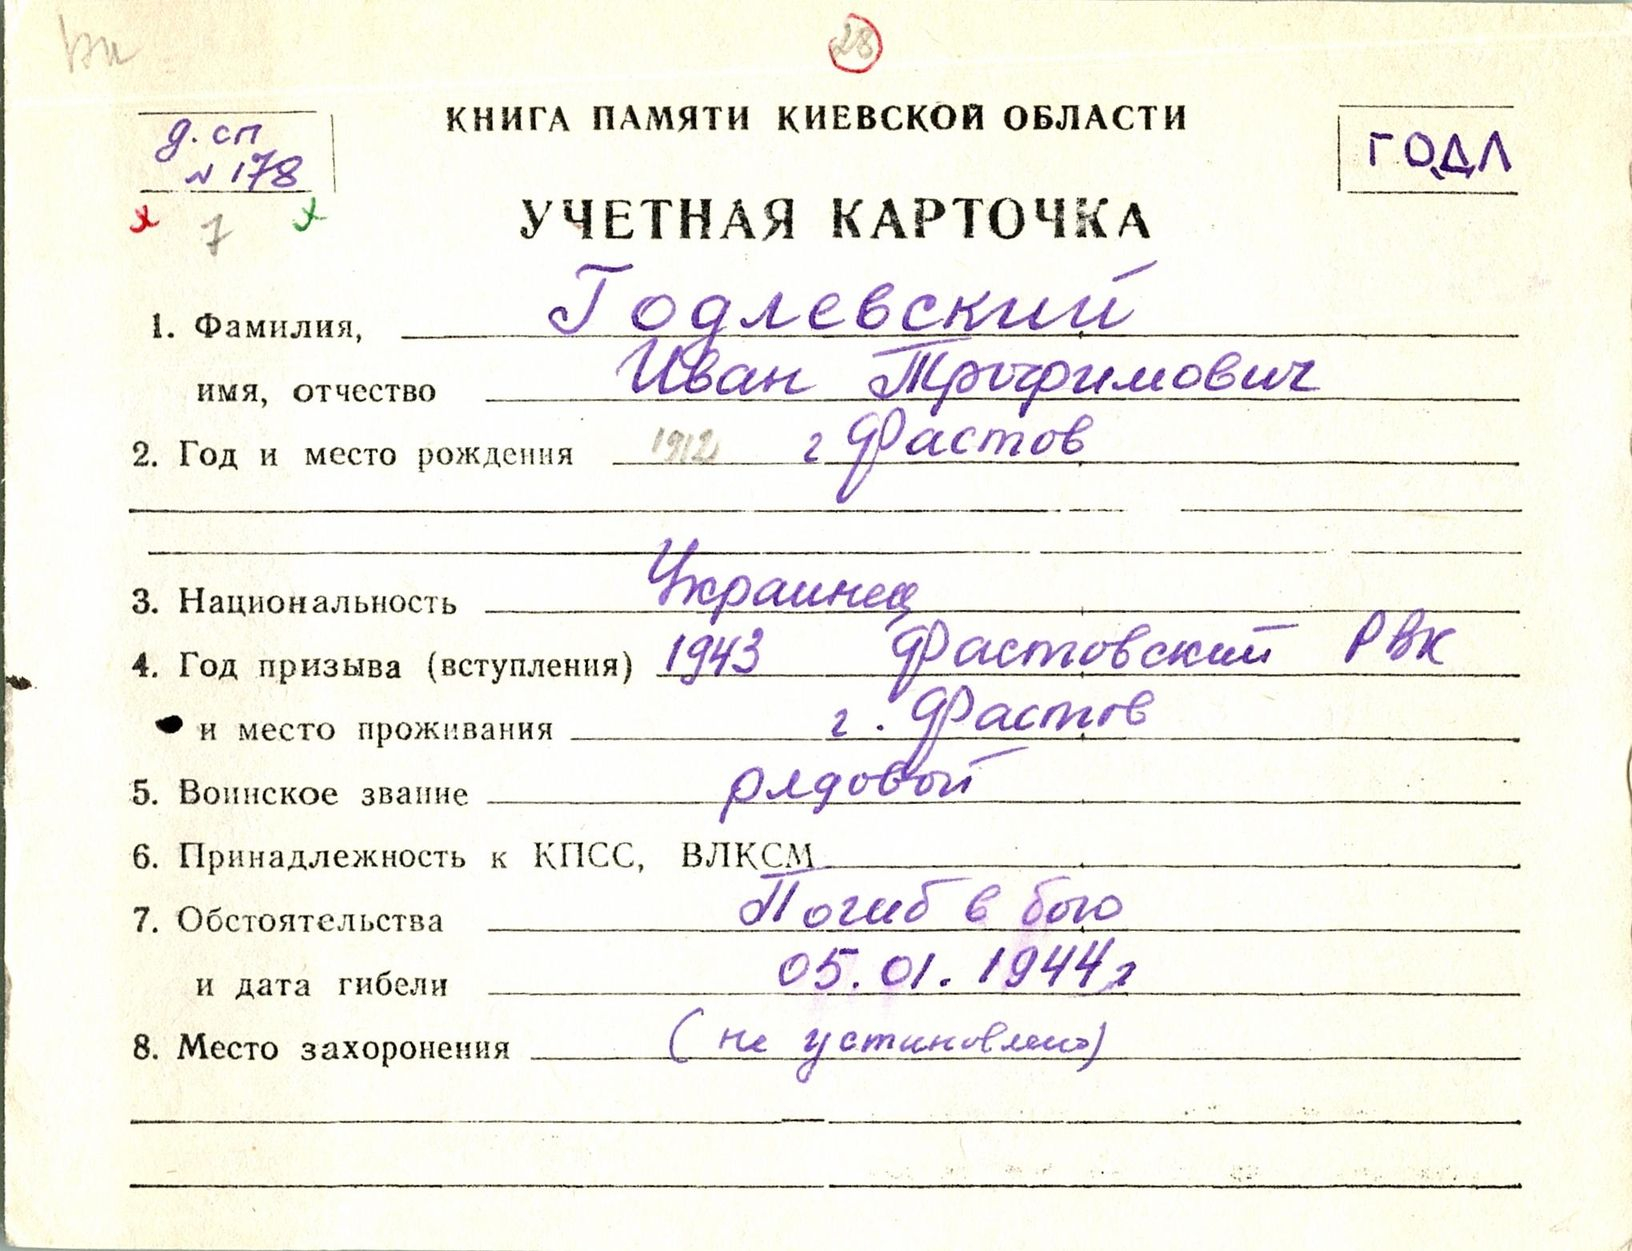 28
КНИГА ПАМЯТИ КИЕВСКОЙ ОБЛАСТИ
д. сп
N 178
ГОДЛ
7
УЧЕТНАЯ КАРТОЧКА
1. Фамилия, Годлевский
имя, отчество Иван Трофимович
2. Год и место рождения 1912 г Фастов
3. Национальность Украинец
4. Год призыва (вступления) 1943 Фастовский РВК
и место проживания г. Фастов
5. Воинское звание рядовой
6. Принадлежность к КПСС, ВЛКСМ
7. Обстоятельства Погиб в бою
и дата гибели 05.01.1944г
8. Место захоронения (не установлено)